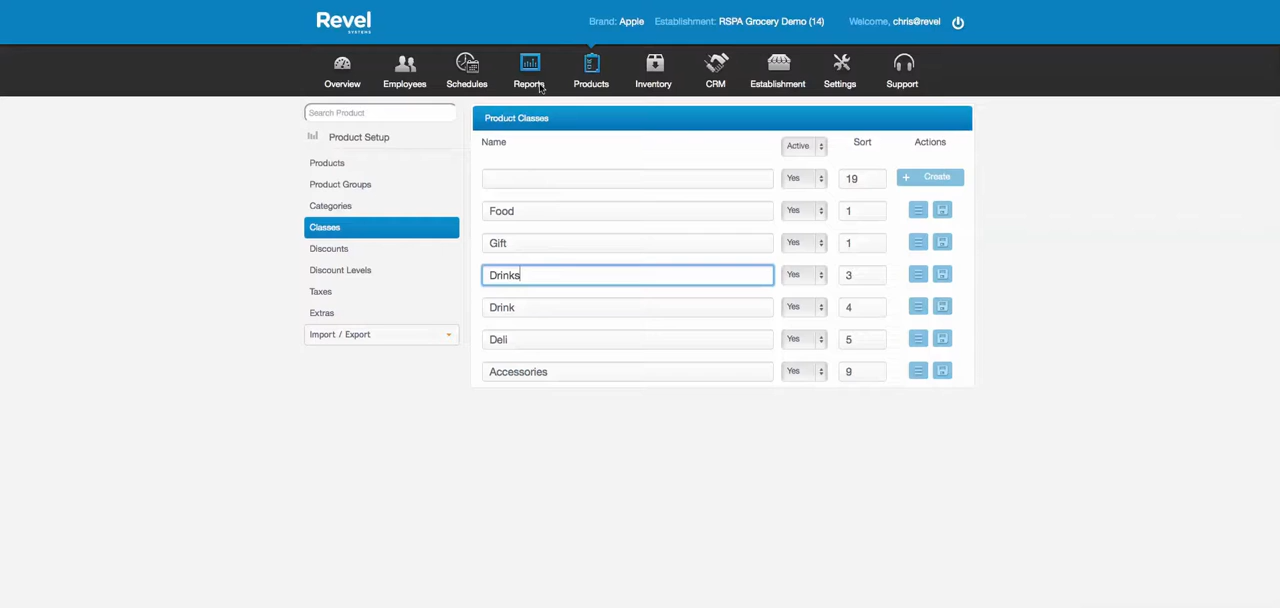 Revel
SYSTEMS
Brand: Apple Establishment: RSPA Grocery Demo (14) Welcome, chris@revel
Overview Employees Schedules Reports Products Inventory CRM Establishment Settings Support
Search Product
Product Setup
Products
Product Groups
Categories
Classes
Discounts
Discount Levels
Taxes
Extras
Import / Export
Product Classes
Name Active Sort Actions
Yes 19 + Create
Food Yes 1
Gift Yes 1
Drinks Yes 3
Drink Yes 4
Deli Yes 5
Accessories Yes 9